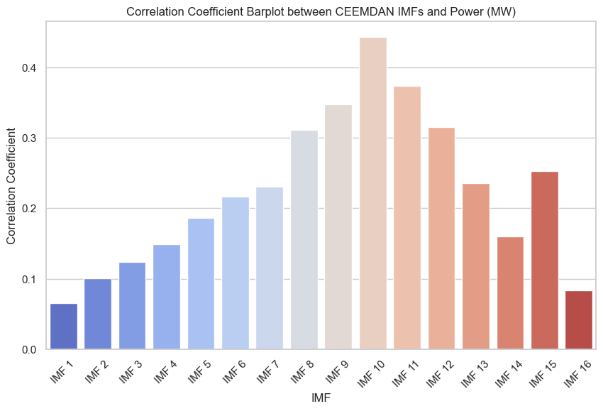 Correlation Coefficient Barplot between CEEMDAN IMFs and Power (MW)
Correlation Coefficient
0.4
0.3
0.2
0.1
0.0
IMF 1
IMF 2
IMF 3
IMF 4
IMF 5
IMF 6
IMF 7
IMF 8
IMF 9
IMF 10
IMF 11
IMF 12
IMF 13
IMF 14
IMF 15
IMF 16
IMF